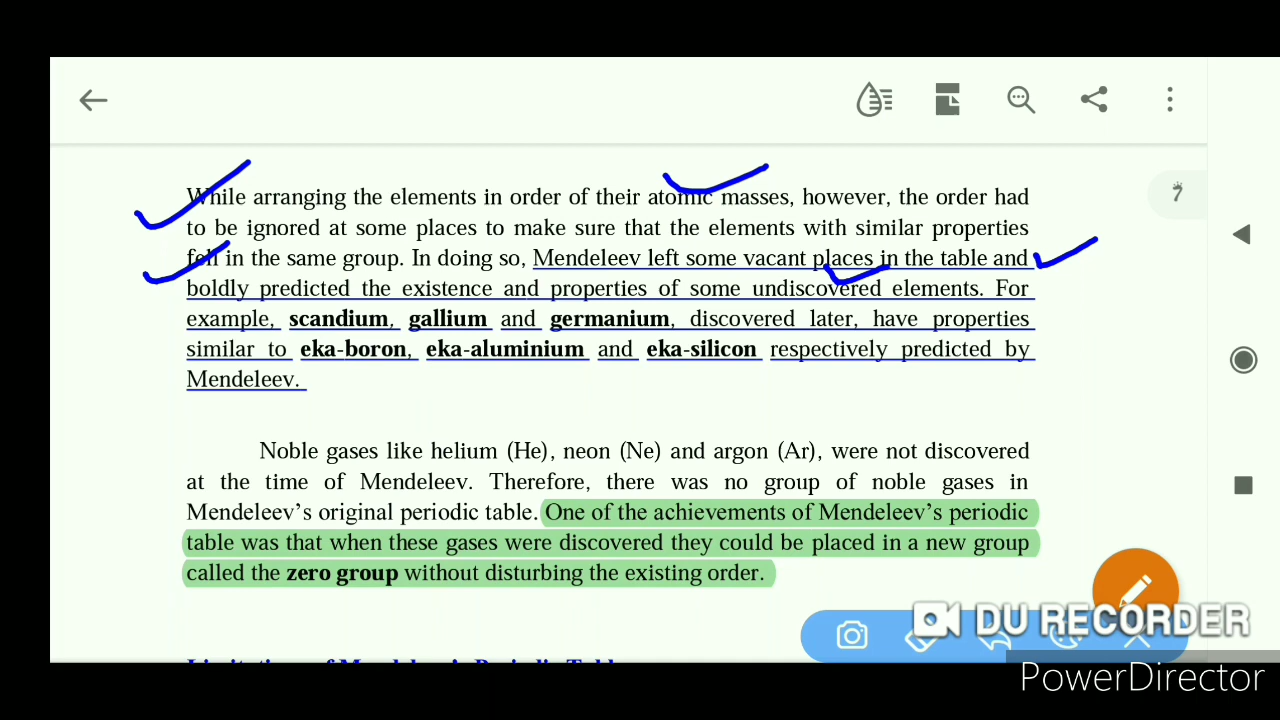 7
While arranging the elements in order of their atomic masses, however, the order had
to be ignored at some places to make sure that the elements with similar properties
fell in the same group. In doing so, Mendeleev left some vacant places in the table and
boldly predicted the existence and properties of some undiscovered elements. For
example, scandium, gallium and germanium, discovered later, have properties
similar to eka-boron, eka-aluminium and eka-silicon respectively predicted by
Mendeleev.
Noble gases like helium (He), neon (Ne) and argon (Ar), were not discovered
at the time of Mendeleev. Therefore, there was no group of noble gases in
Mendeleev's original periodic table. One of the achievements of Mendeleev's periodic
table was that when these gases were discovered they could be placed in a new group
called the zero group without disturbing the existing order.
DU RECORDER
Limitations of Mendeleev's Periodic Table
PowerDirector